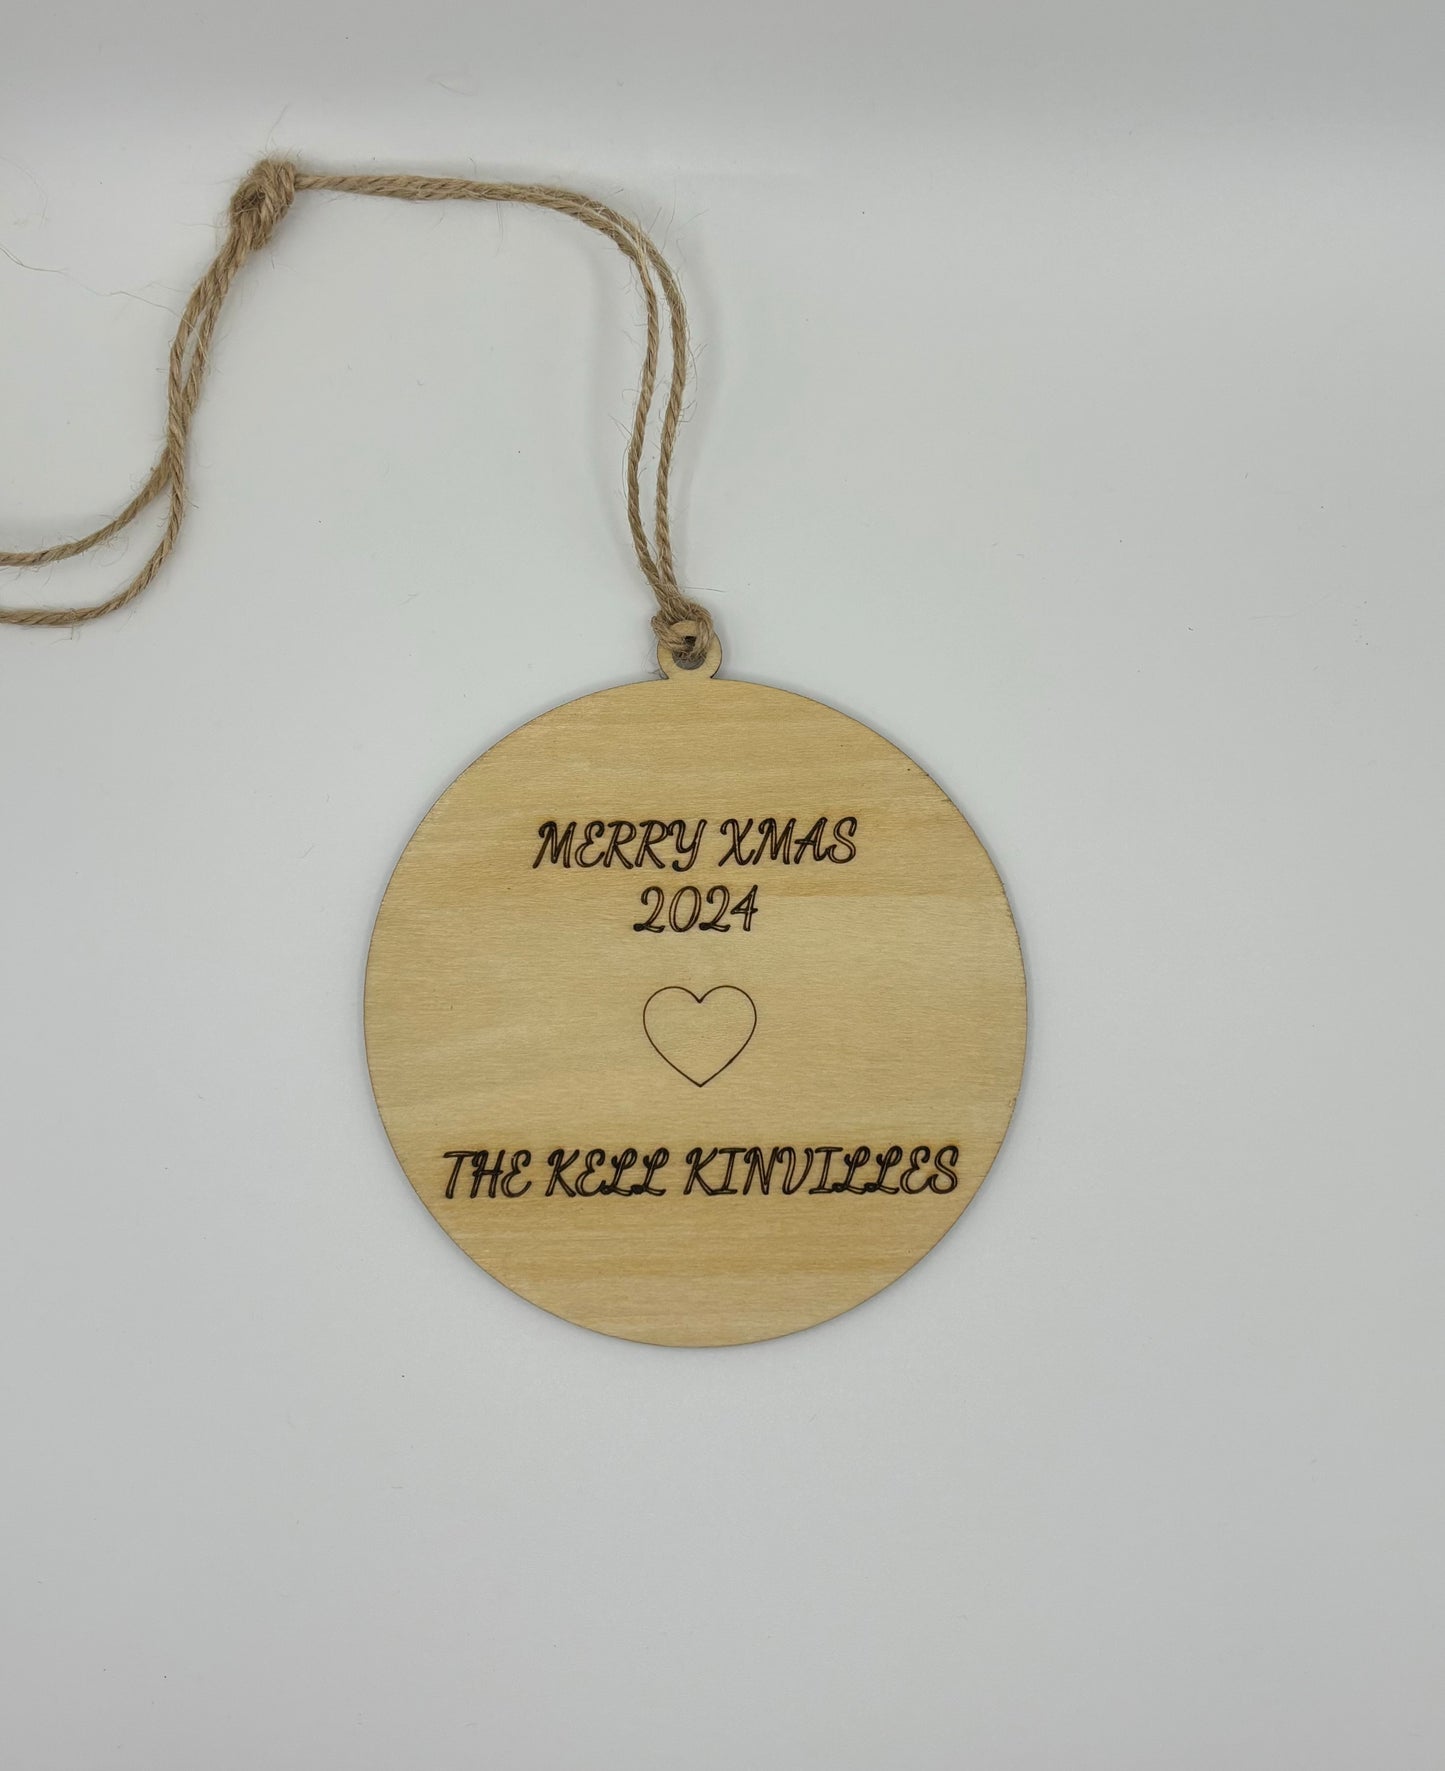 MERRY XMAS
2024
THE KELL KINVILLES